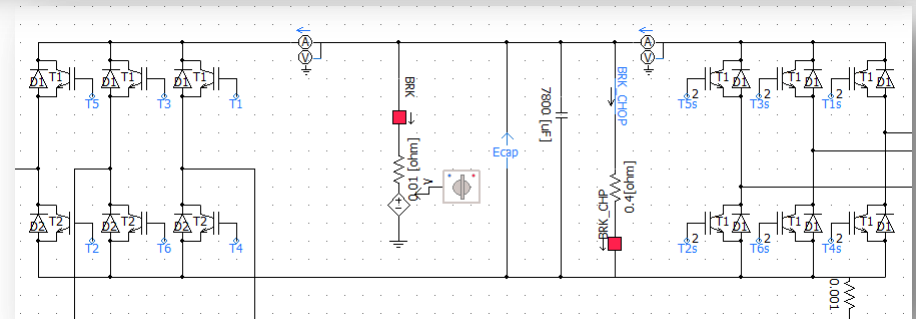 A
A
V
V
D1
T1
D1
T1
D1
T1
T5
T3
T1
BRK
0.01 [ohm]
V
Ecap
7800 [uF]
BRK_CHOP
0.4[ohm]
BRK_CHP
T1
D1
T1
D1
T1
D1
2
2
2
T5s
T3s
T1s
D2
T2
D2
T2
D2
T2
T2
T6
T4
T1
D1
T1
D1
T1
D1
2
2
2
T2s
T6s
T4s
0.001